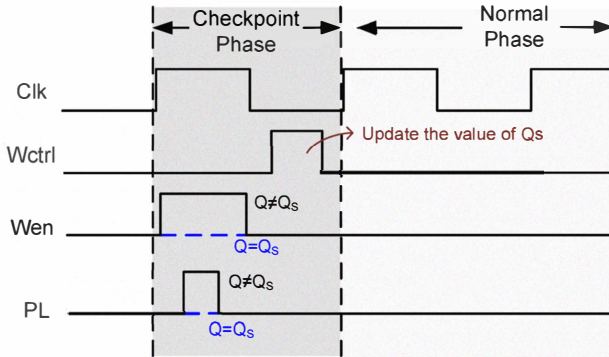 Checkpoint
Phase
Normal
Phase
Clk
Wctrl
Update the value of Qs
Wen
Q≠Qs
Q=Qs
PL
Q≠Qs
Q=Qs